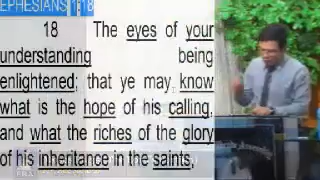 EPHESIANS 1:18
18 The eyes of your
understanding being
enlightened; that ye may know
what is the hope of his calling,
and what the riches of the glory
of his inheritance in the saints,